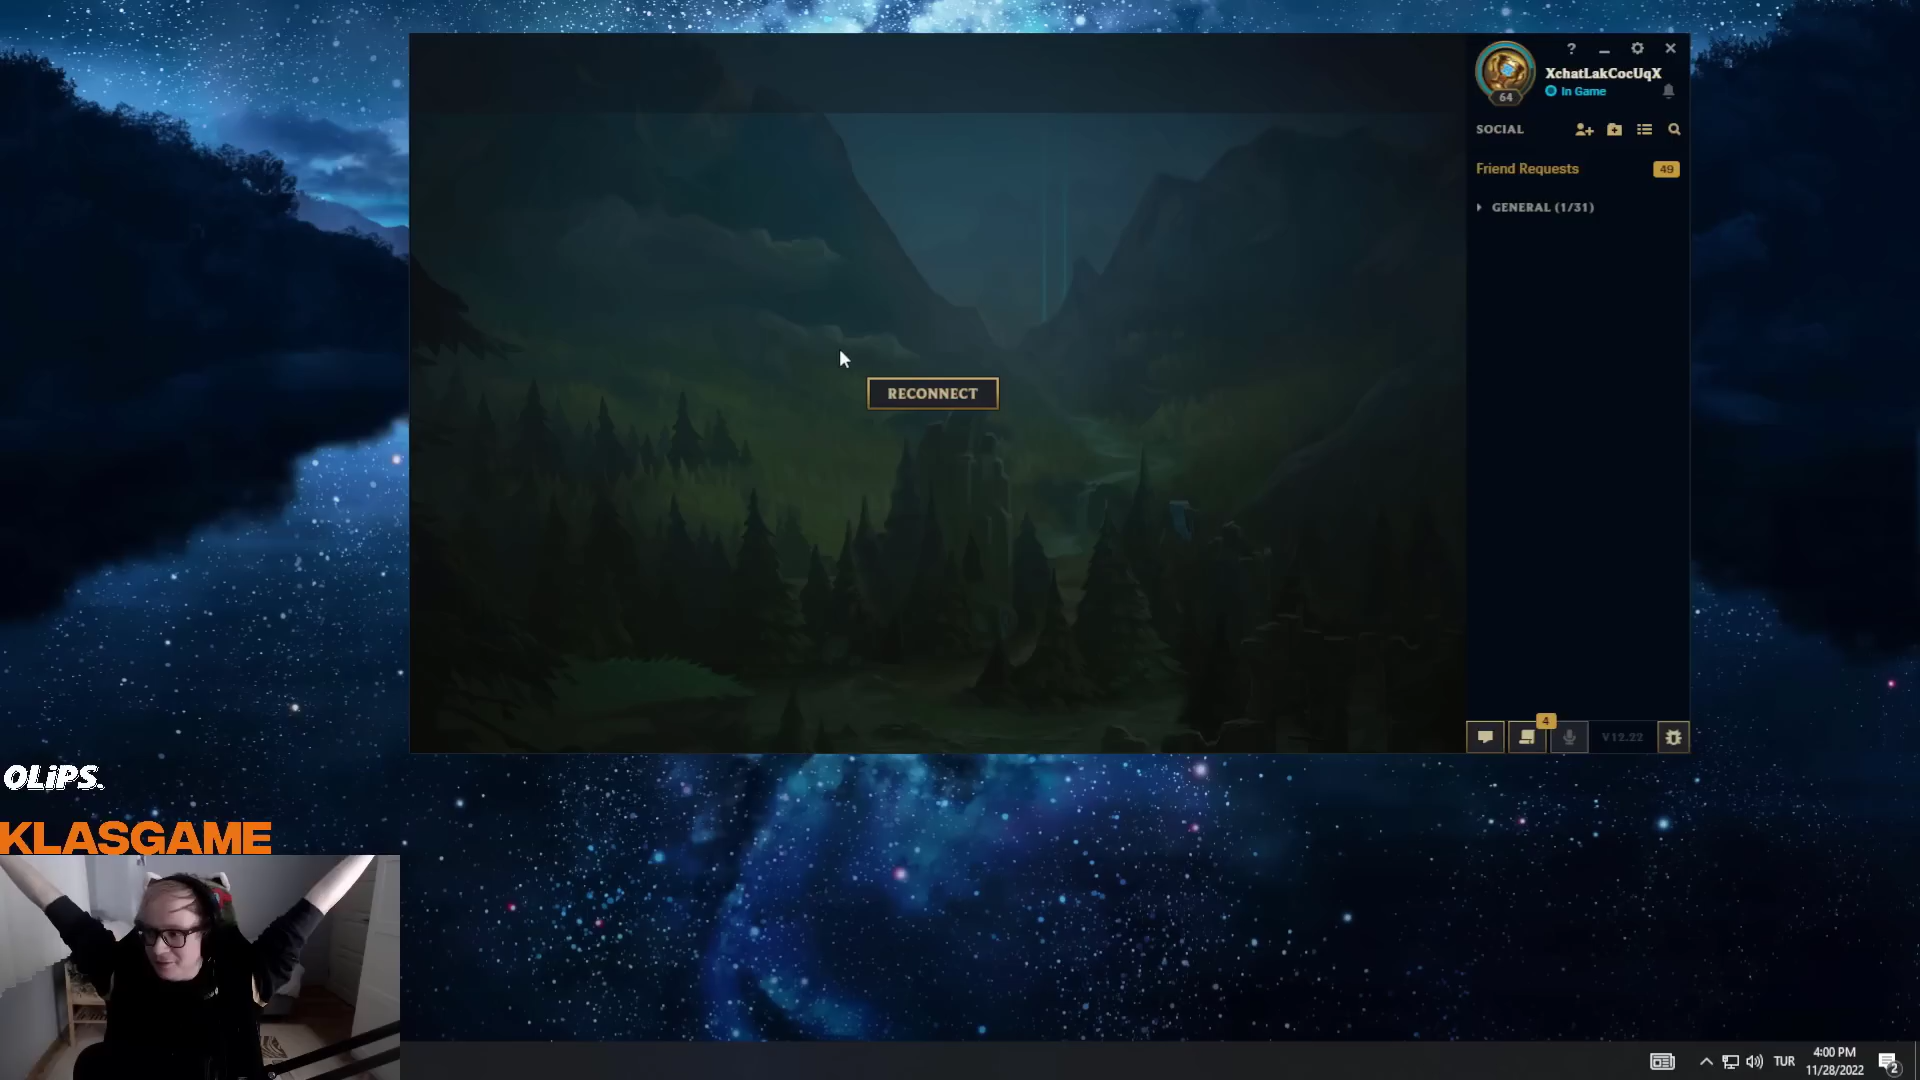 ?
XchatLakCocUqX
64
In Game
SOCIAL
Friend Requests 49
GENERAL (1/31)
RECONNECT
4
V12.22
OLiPS.
KLASGAME
TUR
4:00 PM
11/28/2022
2